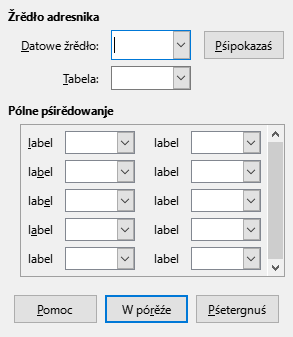 Žrědło adresnika
Datowe žrědło: Pśipokazaś
Tabela:
Pólne pśirědowanje
label label
label label
label label
label label
label label
Pomoc W pórěźe Pśetergnuś